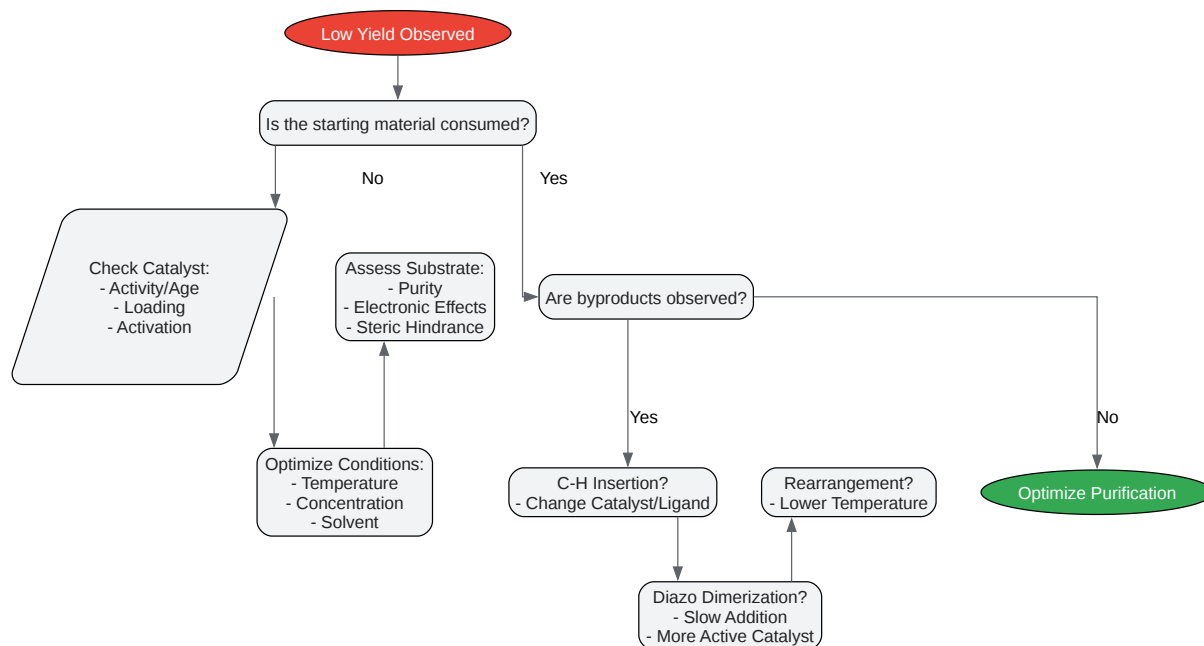 Low Yield Observed
Is the starting material consumed?
No
Yes
Check Catalyst:
- Activity/Age
- Loading
- Activation
Assess Substrate:
- Purity
- Electronic Effects
- Steric Hindrance
Are byproducts observed?
Yes
No
Optimize Conditions:
- Temperature
- Concentration
- Solvent
C-H Insertion?
- Change Catalyst/Ligand
Rearrangement?
- Lower Temperature
Optimize Purification
Diazo Dimerization?
- Slow Addition
- More Active Catalyst